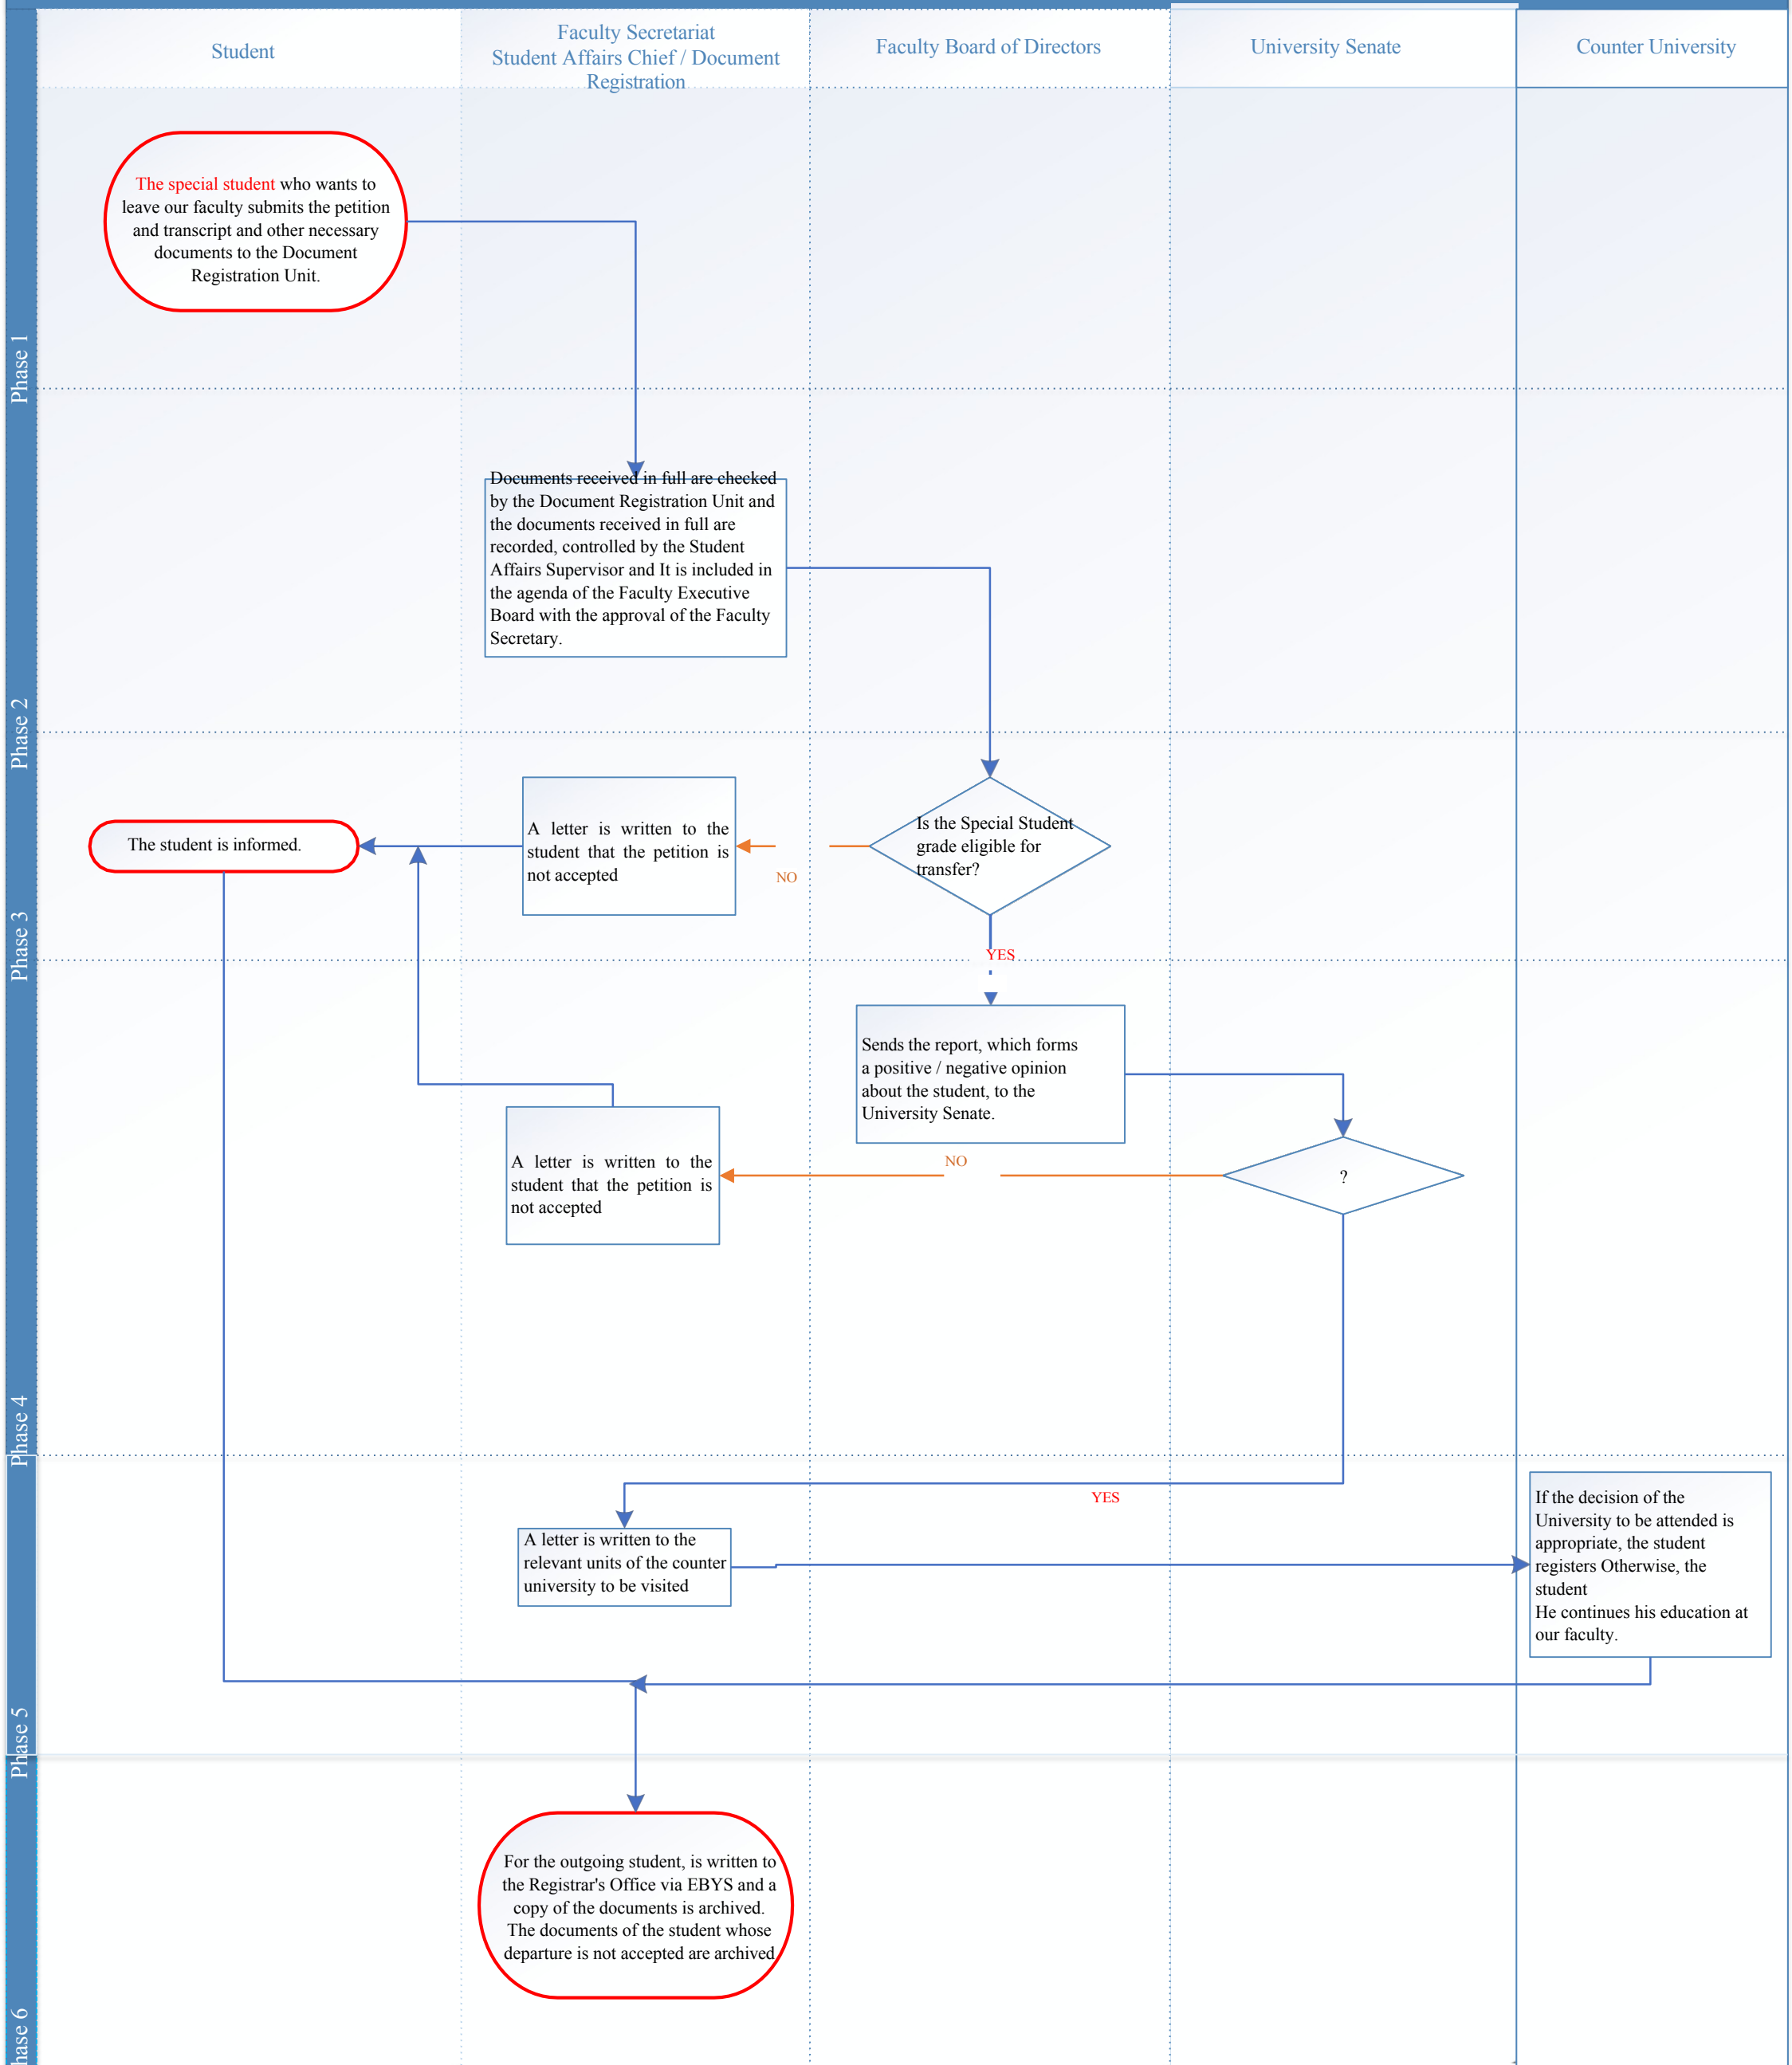 Student
Faculty Secretariat
Student Affairs Chief / Document
Registration
Faculty Board of Directors
University Senate
Counter University
Phase 1
The special student who wants to
leave our faculty submits the petition
and transcript and other necessary
documents to the Document
Registration Unit.
Phase 2
Documents received in full are checked
by the Document Registration Unit and
the documents received in full are
recorded, controlled by the Student
Affairs Supervisor and It is included in
the agenda of the Faculty Executive
Board with the approval of the Faculty
Secretary.
Phase 3
The student is informed.
A letter is written to the
student that the petition is
not accepted
NO
Is the Special Student
grade eligible for
transfer?
YES
Phase 4
Sends the report, which forms
a positive / negative opinion
about the student, to the
University Senate.
A letter is written to the
student that the petition is
not accepted
NO
?
Phase 5
YES
A letter is written to the
relevant units of the counter
university to be visited
If the decision of the
University to be attended is
appropriate, the student
registers Otherwise, the
student
He continues his education at
our faculty.
hase 6
For the outgoing student, is written to
the Registrar's Office via EBYS and a
copy of the documents is archived.
The documents of the student whose
departure is not accepted are archived